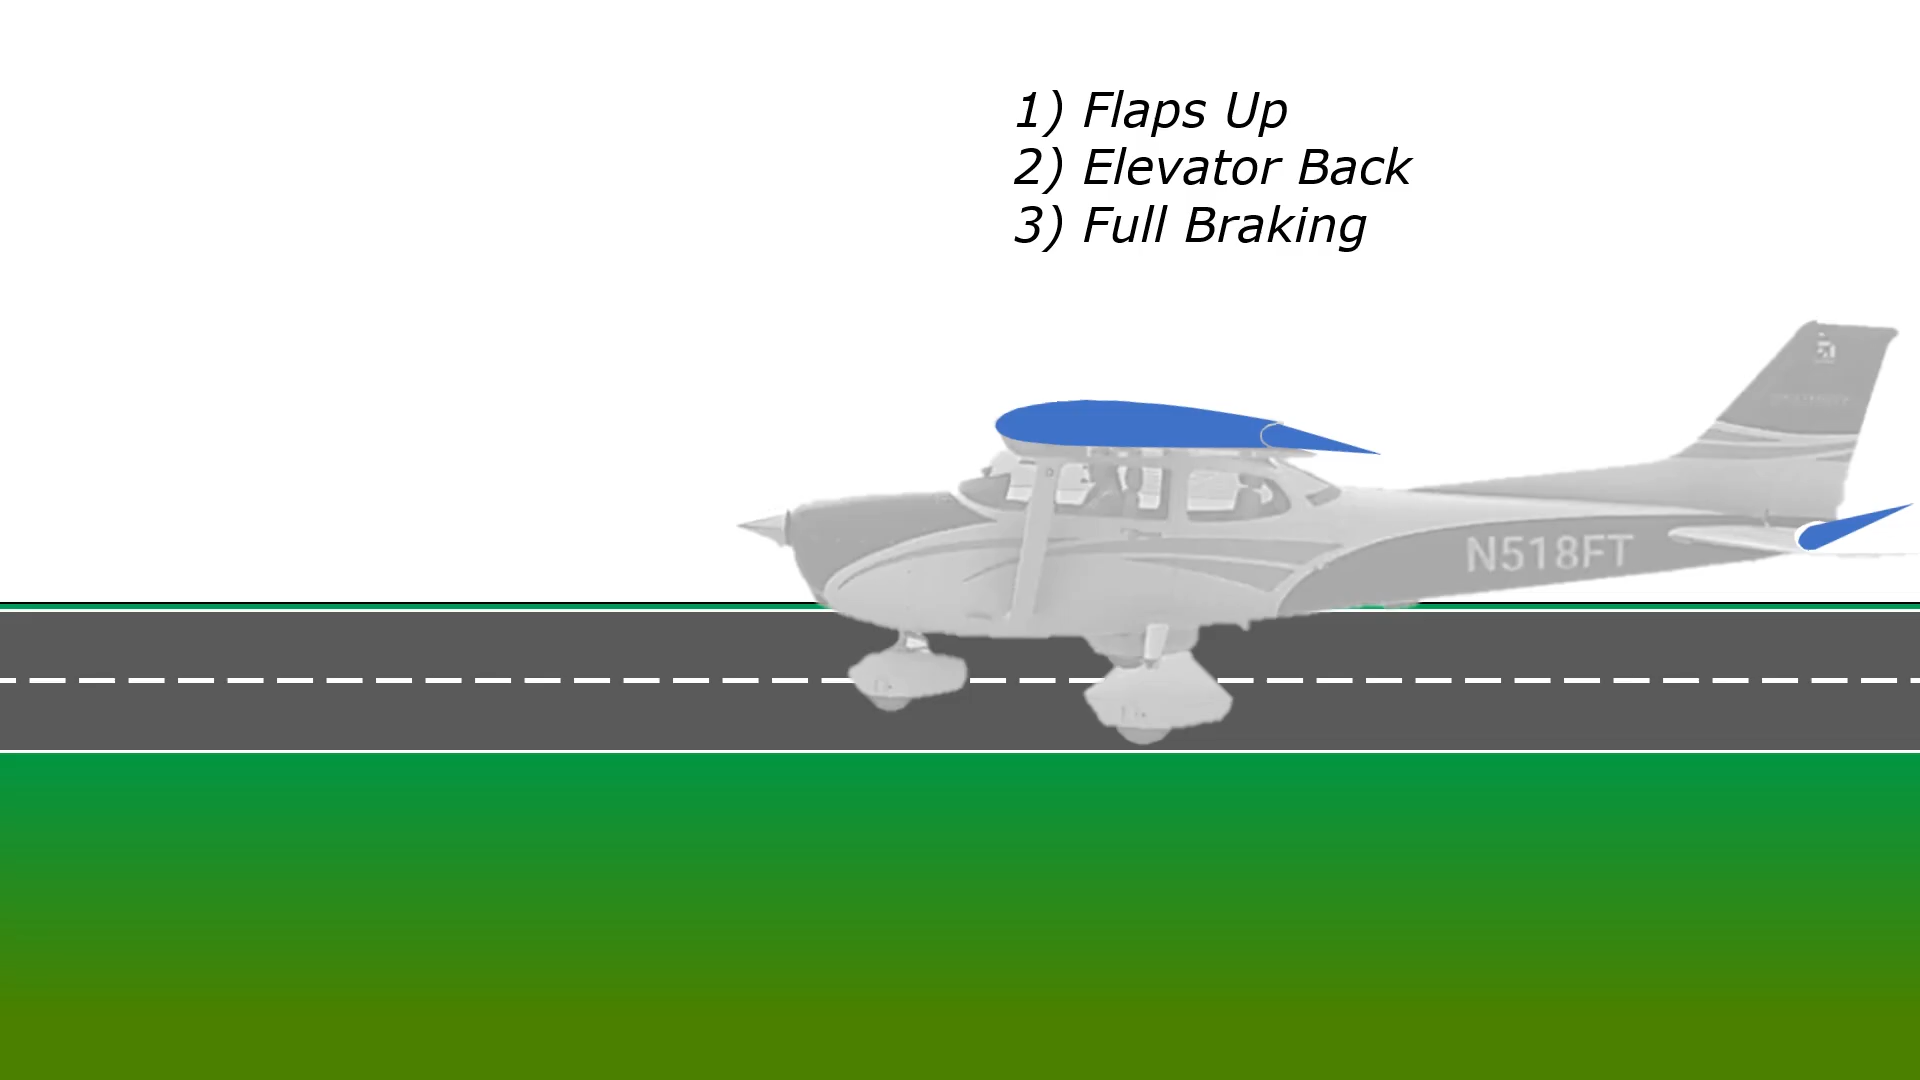 1) Flaps Up
2) Elevator Back
3) Full Braking
N518FT